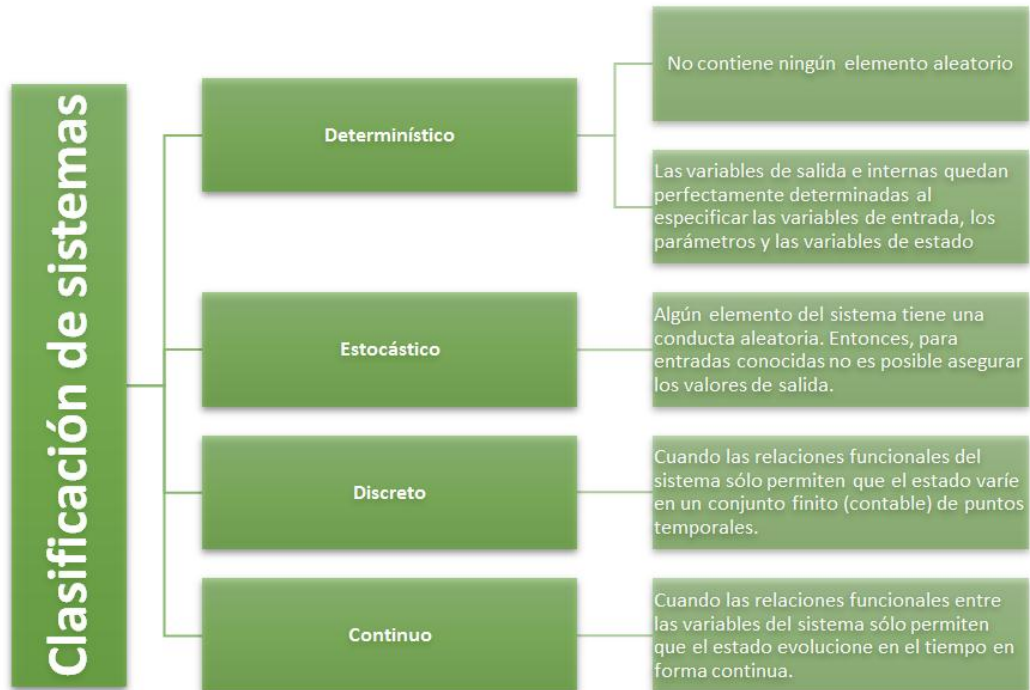 Clasificación de sistemas
Determinístico
No contiene ningún elemento aleatorio
Las variables de salida e internas quedan
perfectamente determinadas al
especificar las variables de entrada, los
parámetros y las variables de estado
Estocástico
Algún elemento del sistema tiene una
conducta aleatoria. Entonces, para
entradas conocidas no es posible asegurar
los valores de salida.
Discreto
Cuando las relaciones funcionales del
sistema sólo permiten que el estado varíe
en un conjunto finito (contable) de puntos
temporales.
Continuo
Cuando las relaciones funcionales entre
las variables del sistema sólo permiten
que el estado evolucione en el tiempo en
forma continua.